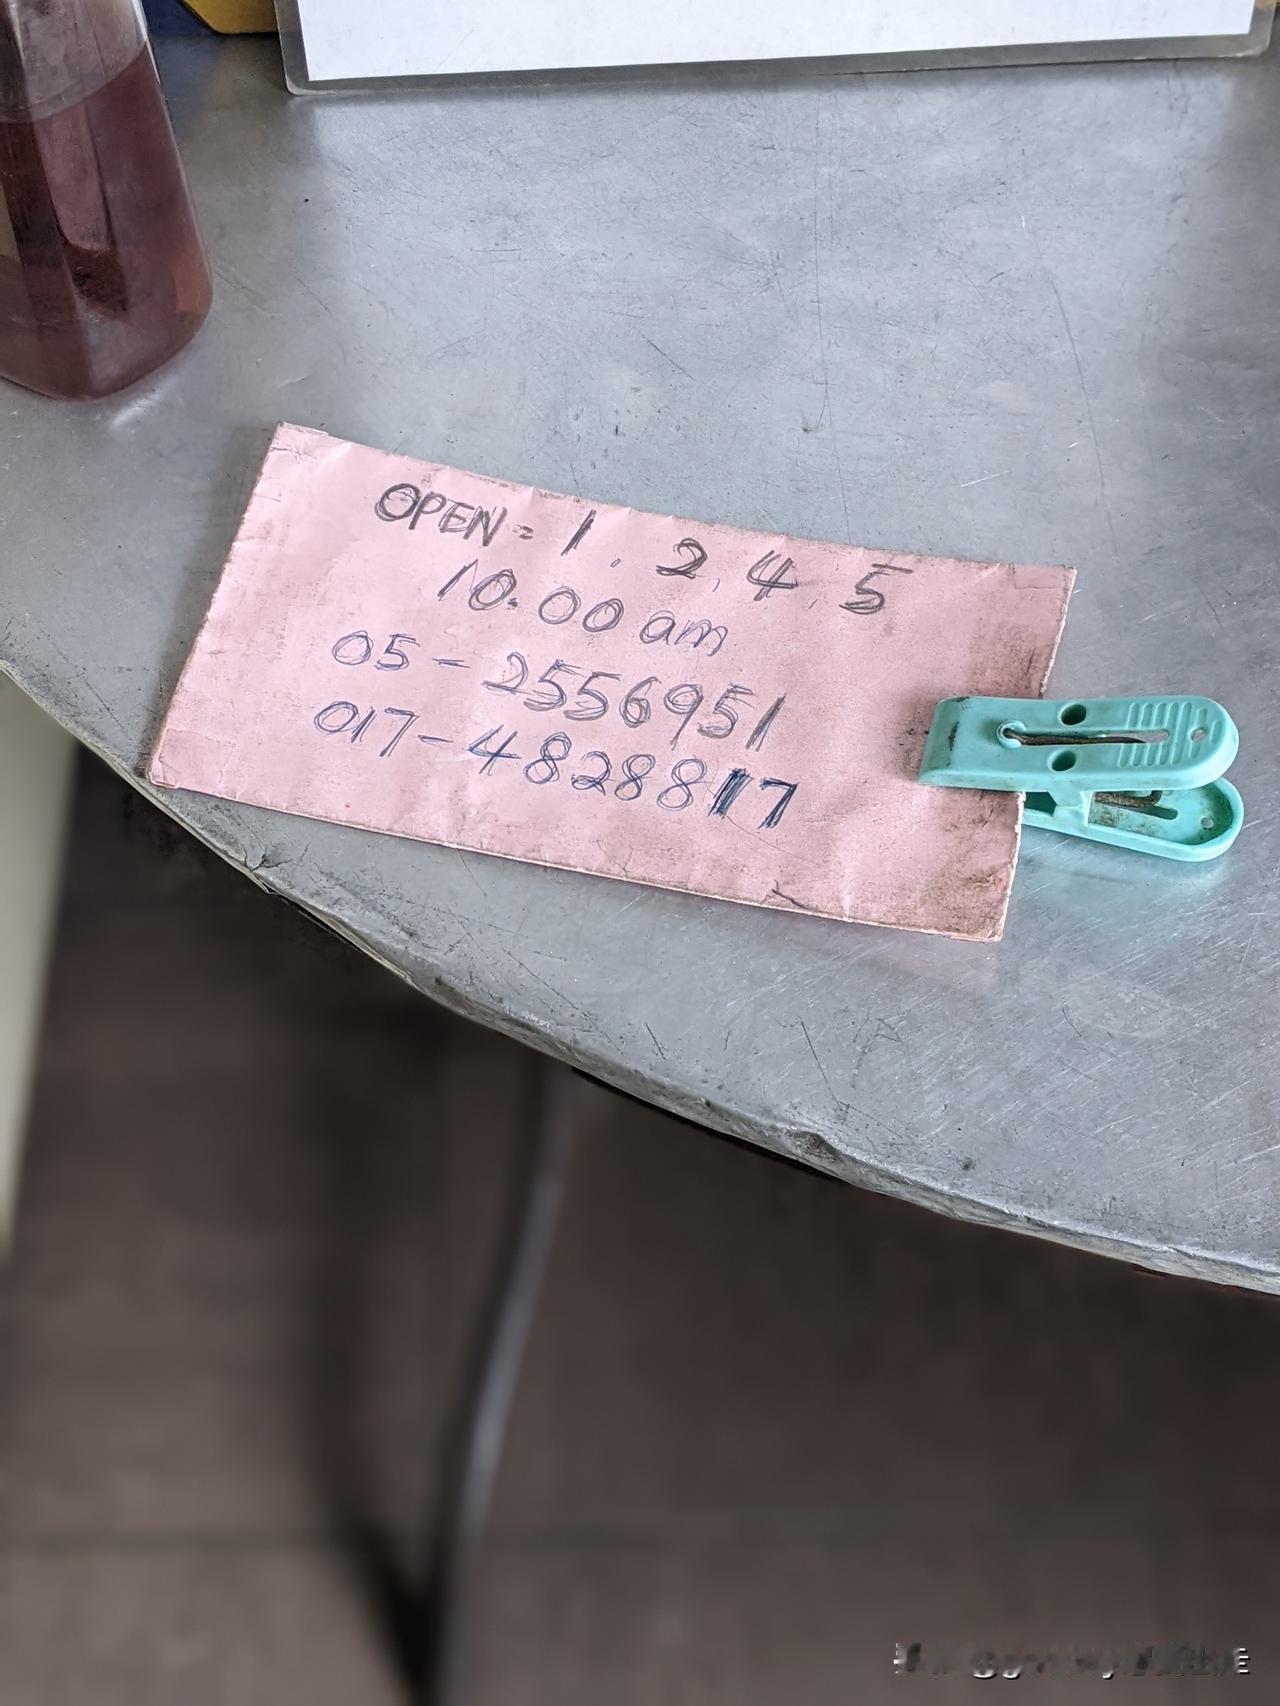 OPEN = 1, 2, 4, 5
10.00 am
05 - 2556951
017 - 4828817